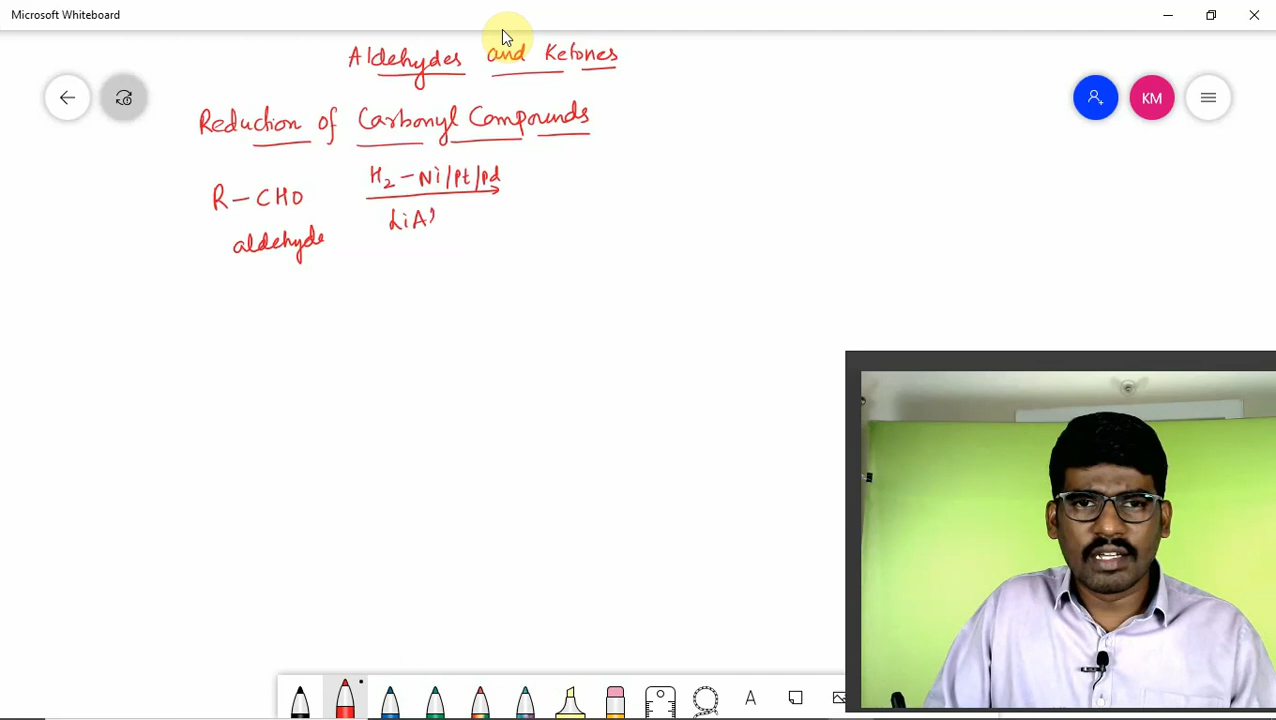 Microsoft Whiteboard
Aldehydes and Ketones
Reduction of Carbonyl Compounds
H2 - Ni/Pt/Pd
R-CHO
LiA
aldehyde
KM
A